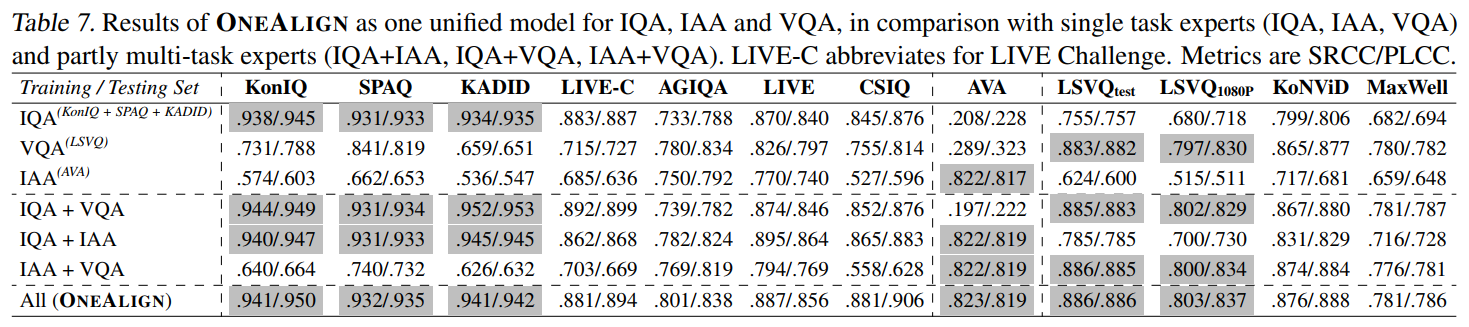 Table 7. Results of ONEALIGN as one unified model for IQA, IAA and VQA, in comparison with single task experts (IQA, IAA, VQA)
and partly multi-task experts (IQA+IAA, IQA+VQA, IAA+VQA). LIVE-C abbreviates for LIVE Challenge. Metrics are SRCC/PLCC.
Training / Testing Set KonIQ SPAQ KADID LIVE-C AGIQA LIVE CSIQ AVA LSVQtest LSVQ1080P KoNViD MaxWell
IQA(KonIQ + SPAQ + KADID) .938/.945 .931/.933 .934/.935 .883/.887 .733/.788 .870/.840 .845/.876 .208/.228 .755/.757 .680/.718 .799/.806 .682/.694
VQA(LSVQ) .731/.788 .841/.819 .659/.651 .715/.727 .780/.834 .826/.797 .755/.814 .289/.323 .883/.882 .797/.830 .865/.877 .780/.782
IAA(AVA) .574/.603 .662/.653 .536/.547 .685/.636 .750/.792 .770/.740 .527/.596 .822/.817 .624/.600 .515/.511 .717/.681 .659/.648
IQA + VQA .944/.949 .931/.934 .952/.953 .892/.899 .739/.782 .874/.846 .852/.876 .197/.222 .885/.883 .802/.829 .867/.880 .781/.787
IQA + IAA .940/.947 .931/.933 .945/.945 .862/.868 .782/.824 .895/.864 .865/.883 .822/.819 .785/.785 .700/.730 .831/.829 .716/.728
IAA + VQA .640/.664 .740/.732 .626/.632 .703/.669 .769/.819 .794/.769 .558/.628 .822/.819 .886/.885 .800/.834 .874/.884 .776/.781
All (ONEALIGN) .941/.950 .932/.935 .941/.942 .881/.894 .801/.838 .887/.856 .881/.906 .823/.819 .886/.886 .803/.837 .876/.888 .781/.786